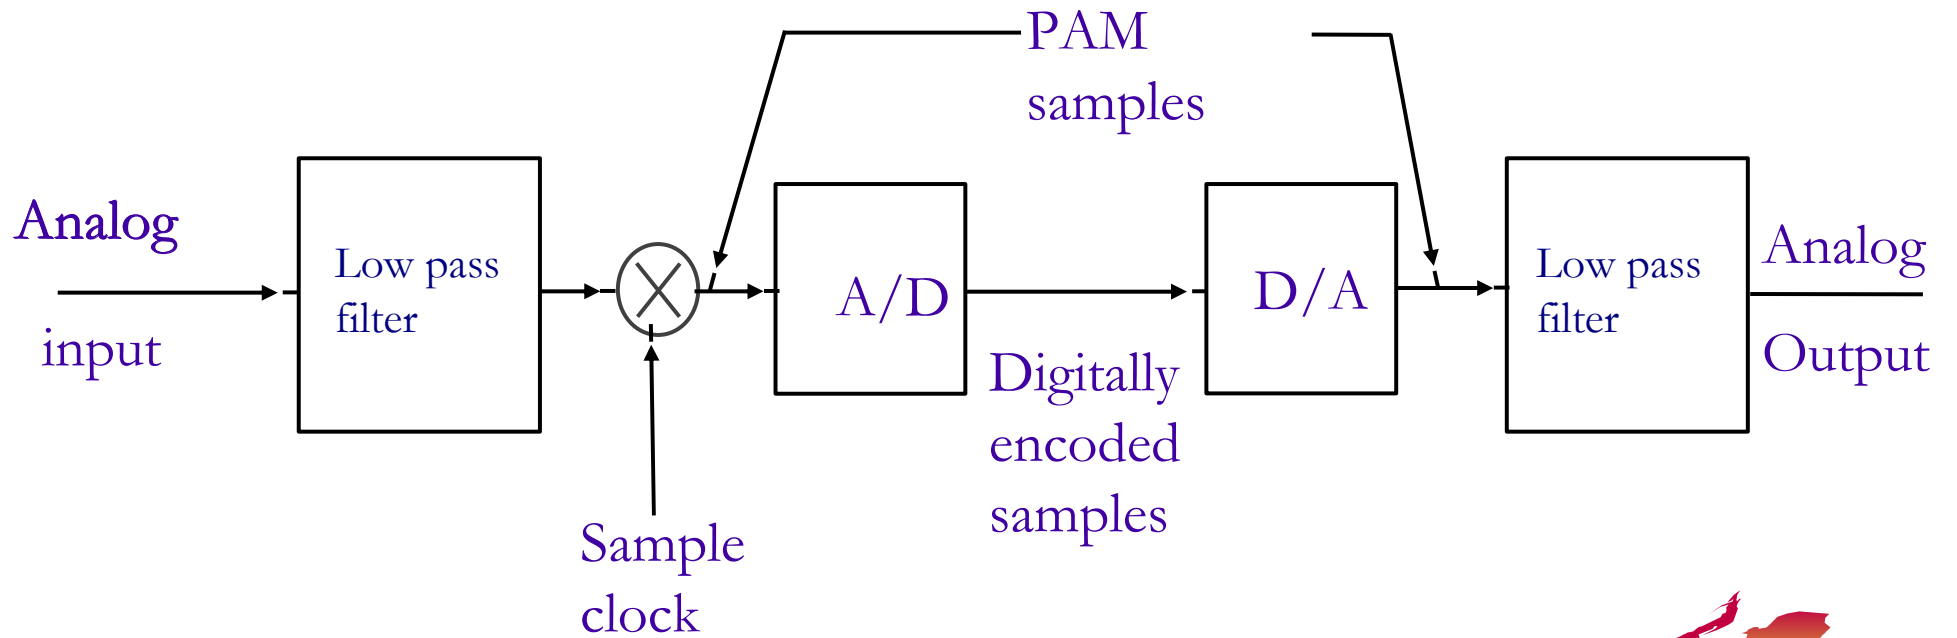 PAM
samples
Analog
input
Low pass
filter
Sample
clock
A/D
Digitally
encoded
samples
D/A
Low pass
filter
Analog
Output